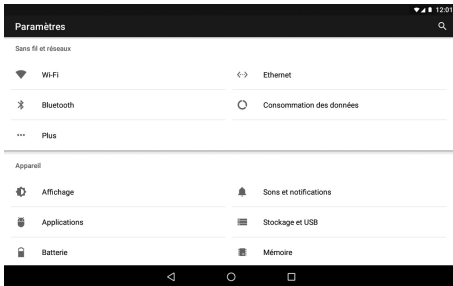 12:01
Paramètres
Sans fil et réseaux
Wi-Fi
Ethernet
Bluetooth
Consommation des données
Plus
Appareil
Affichage
Sons et notifications
Applications
Stockage et USB
Batterie
Mémoire